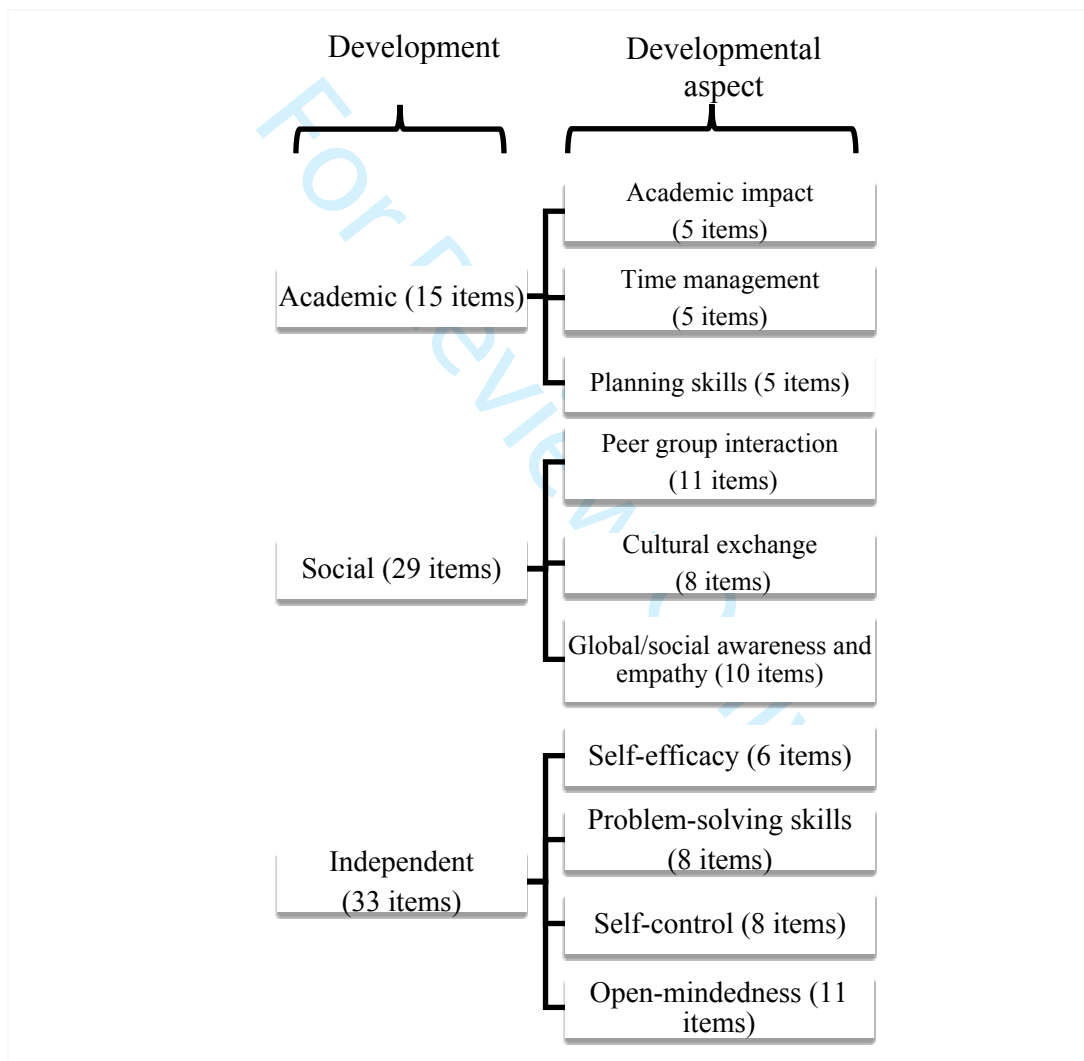 Development
Developmental
aspect
For Review Only
Academic (15 items)
Academic impact
(5 items)
Time management
(5 items)
Planning skills (5 items)
Social (29 items)
Peer group interaction
(11 items)
Cultural exchange
(8 items)
Global/social awareness and
empathy (10 items)
Independent
(33 items)
Self-efficacy (6 items)
Problem-solving skills
(8 items)
Self-control (8 items)
Open-mindedness (11
items)